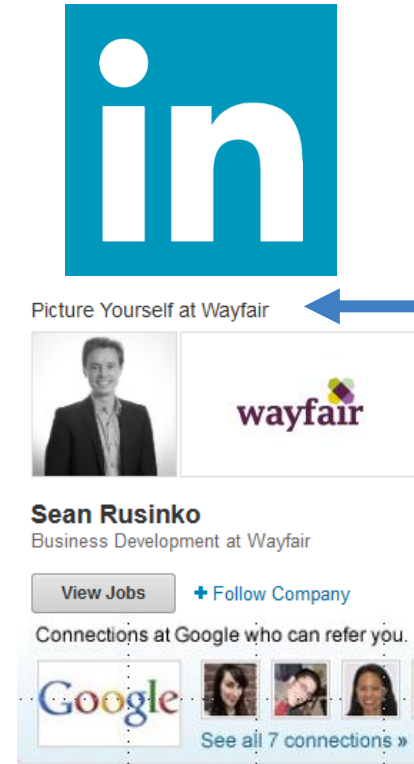 in
Picture Yourself at Wayfair
wayfair
Sean Rusinko
Business Development at Wayfair
View Jobs + Follow Company
Connections at Google who can refer you.
Google
See all 7 connections »